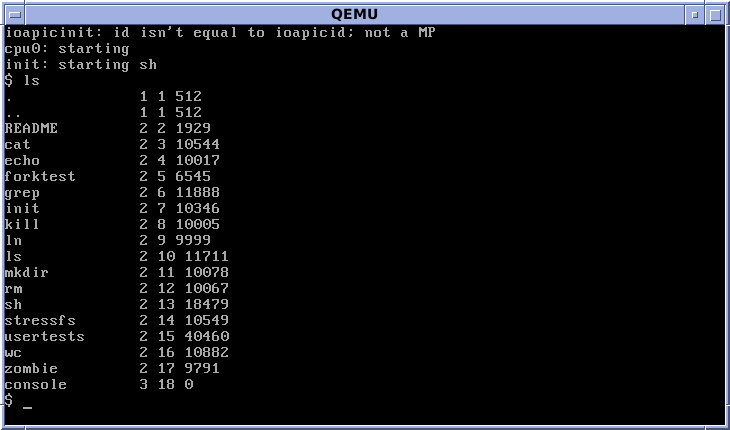 QEMU
ioapicinit: id isn't equal to ioapicid; not a MP
cpu0: starting
init: starting sh
$ ls
. 1 1 512
.. 1 1 512
README 2 2 1929
cat 2 3 10544
echo 2 4 10017
forktest 2 5 6545
grep 2 6 11888
init 2 7 10346
kill 2 8 10005
ln 2 9 9999
ls 2 10 11711
mkdir 2 11 10078
rm 2 12 10067
sh 2 13 18479
stressfs 2 14 10549
usertests 2 15 40460
wc 2 16 10882
zombie 2 17 9791
console 3 18 0
$ _